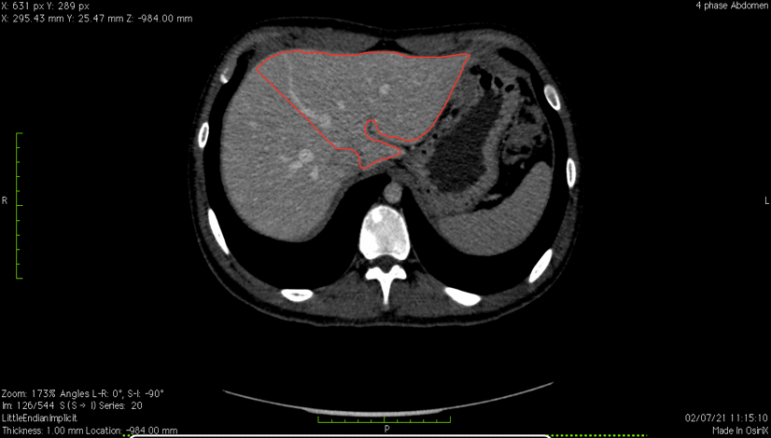 X: 631 px Y: 289 px
X: 295.43 mm Y: 25.47 mm Z: -984.00 mm
4 phase Abdomen
R
L
Zoom: 173% Angles L-R: 0°, S-I: -90°
Im: 126/544 S (S → I) Series: 20
LittleEndianImplicit
Thickness: 1.00 mm Location: -984.00 mm
P
02/07/21 11:15:10
Made In OsiriX